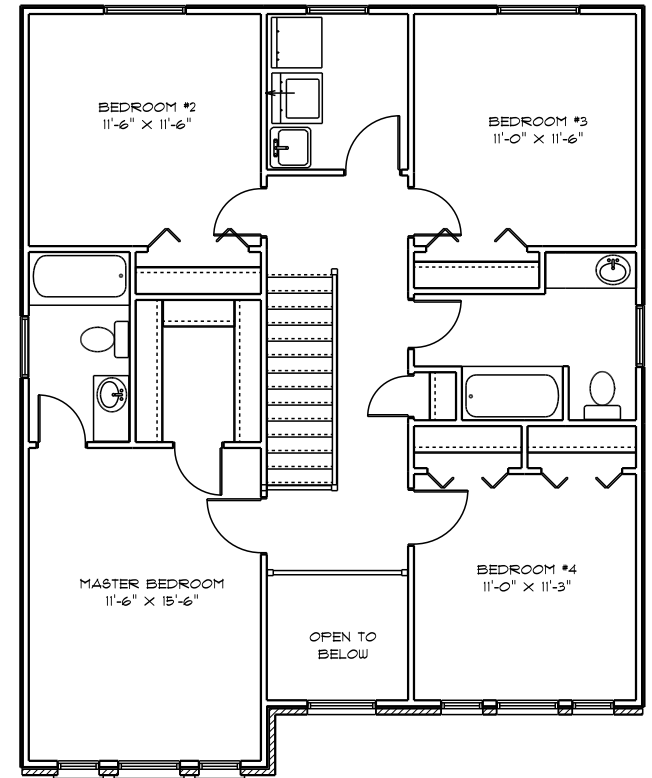 BEDROOM #2
11'-6" X 11'-6"
BEDROOM #3
11'-0" X 11'-6"
MASTER BEDROOM
11'-6" X 15'-6"
BEDROOM #4
11'-0" X 11'-3"
OPEN TO
BELOW